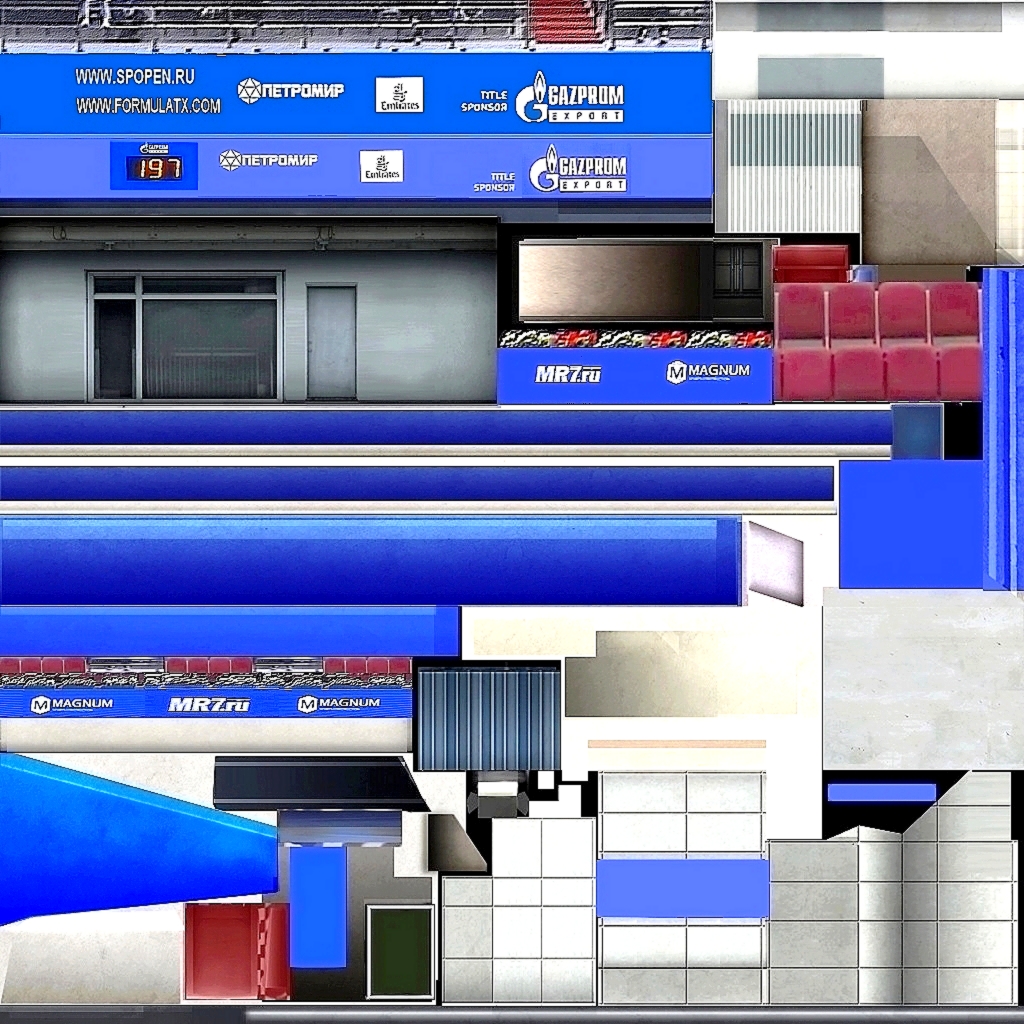 WWW.SPOPEN.RU
WWW.FORMULATX.COM
ПЕТРОМИР
Emirates
TITLE
SPONSOR
GAZPROM
EXPORT
197
ПЕТРОМИР
Emirates
TITLE
SPONSOR
GAZPROM
EXPORT
MR7.ru
MAGNUM
MAGNUM
MR7.ru
MAGNUM